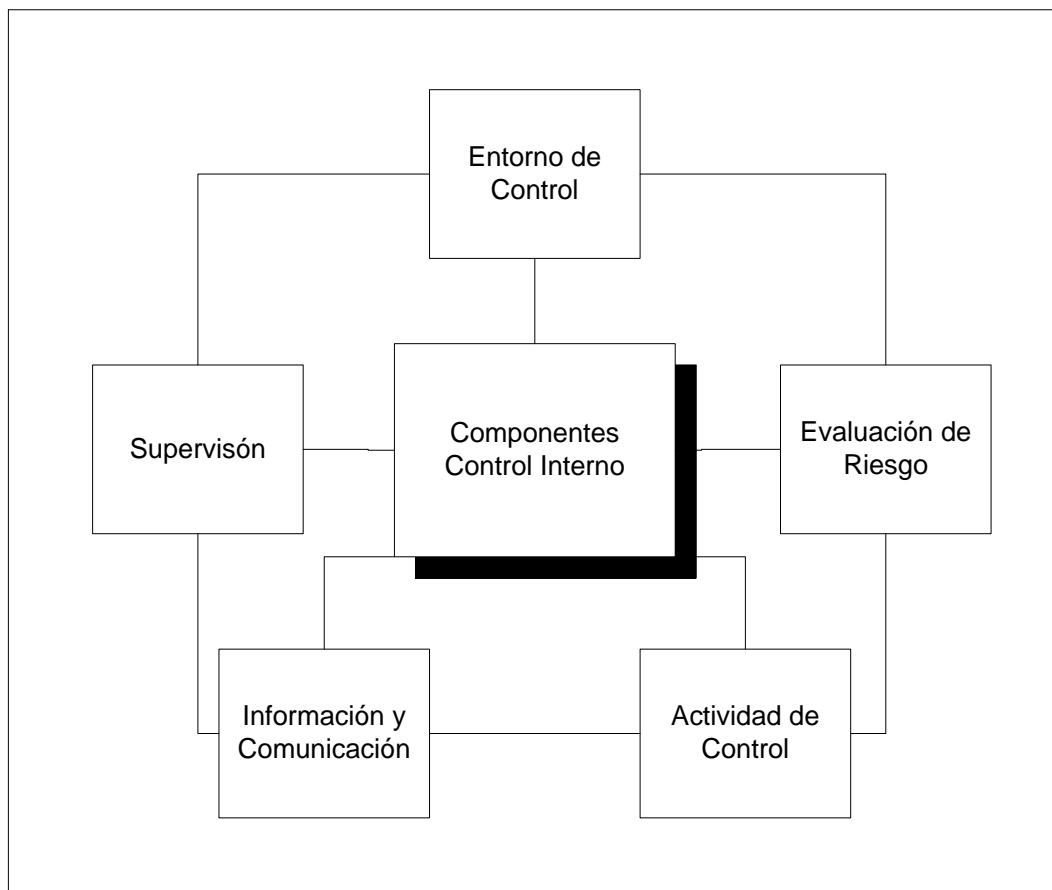 Entorno de
Control
Supervisón
Componentes
Control Interno
Evaluación de
Riesgo
Información y
Comunicación
Actividad de
Control